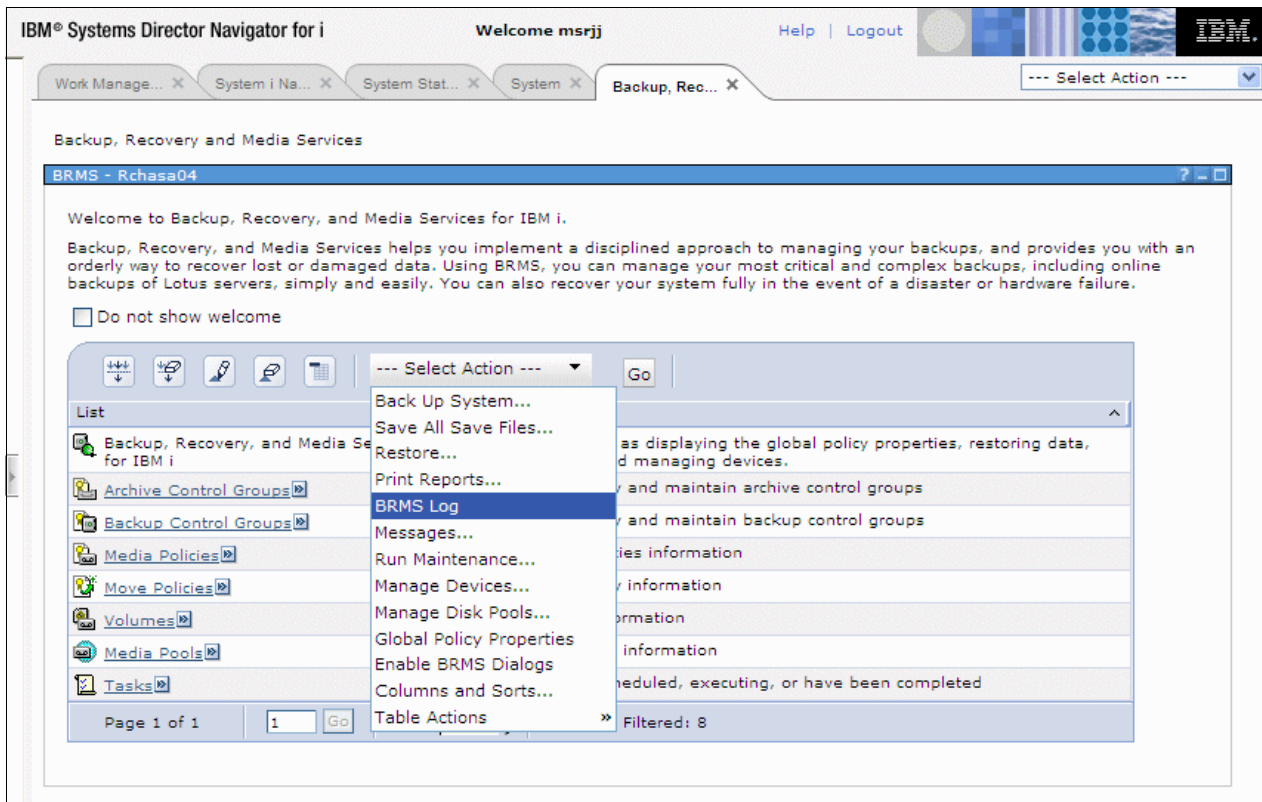 IBM® Systems Director Navigator for i Welcome msrjj Help | Logout IBM.
Work Manage... System i Na... System Stat... System Backup, Rec... --- Select Action ---
Backup, Recovery and Media Services
BRMS - Rchasa04 ?
Welcome to Backup, Recovery, and Media Services for IBM i.
Backup, Recovery, and Media Services helps you implement a disciplined approach to managing your backups, and provides you with an
orderly way to recover lost or damaged data. Using BRMS, you can manage your most critical and complex backups, including online
backups of Lotus servers, simply and easily. You can also recover your system fully in the event of a disaster or hardware failure.
Do not show welcome
--- Select Action --- Go
List
Backup, Recovery, and Media Se
for IBM i
as displaying the global policy properties, restoring data,
d managing devices.
Archive Control Groups
y and maintain archive control groups
Backup Control Groups
y and maintain backup control groups
Media Policies
ies information
Move Policies
y information
Volumes
ormation
Media Pools
information
Tasks
heduled, executing, or have been completed
Back Up System...
Save All Save Files...
Restore...
Print Reports...
BRMS Log
Messages...
Run Maintenance...
Manage Devices...
Manage Disk Pools...
Global Policy Properties
Enable BRMS Dialogs
Columns and Sorts...
Table Actions »
Page 1 of 1 1 Go Filtered: 8